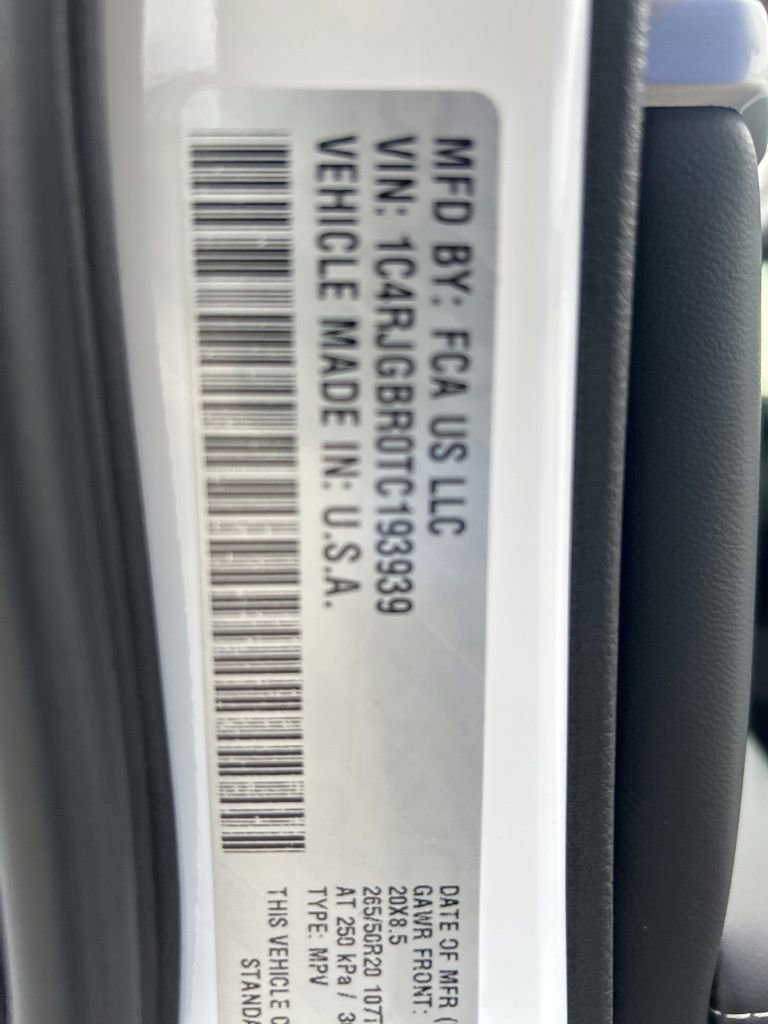 MFD BY: FCA US LLC
VIN: 1C4RJGBR0TC193939
VEHICLE MADE IN: U.S.A.
DATE OF MFR (
GAWR FRONT:
20X8.5
265/50R20 107T
AT 250 kPa /
TYPE: MPV
THIS VEHICLE C
STANDA